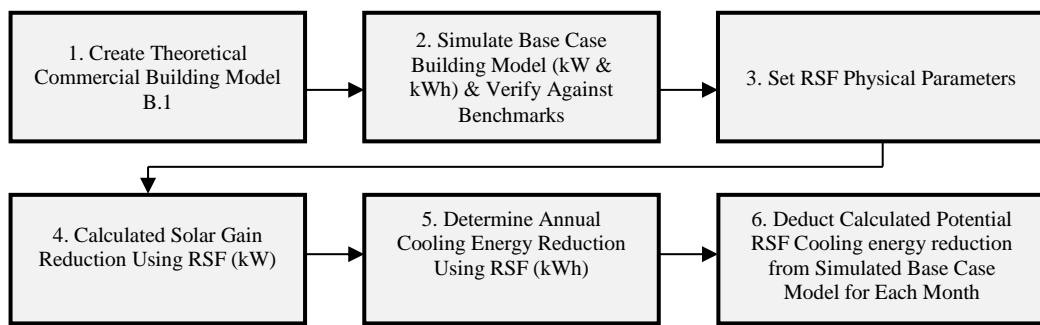 1. Create Theoretical
Commercial Building Model
B.1
2. Simulate Base Case
Building Model (kW &
kWh) & Verify Against
Benchmarks
3. Set RSF Physical Parameters
4. Calculated Solar Gain
Reduction Using RSF (kW)
5. Determine Annual
Cooling Energy Reduction
Using RSF (kWh)
6. Deduct Calculated Potential
RSF Cooling energy reduction
from Simulated Base Case
Model for Each Month